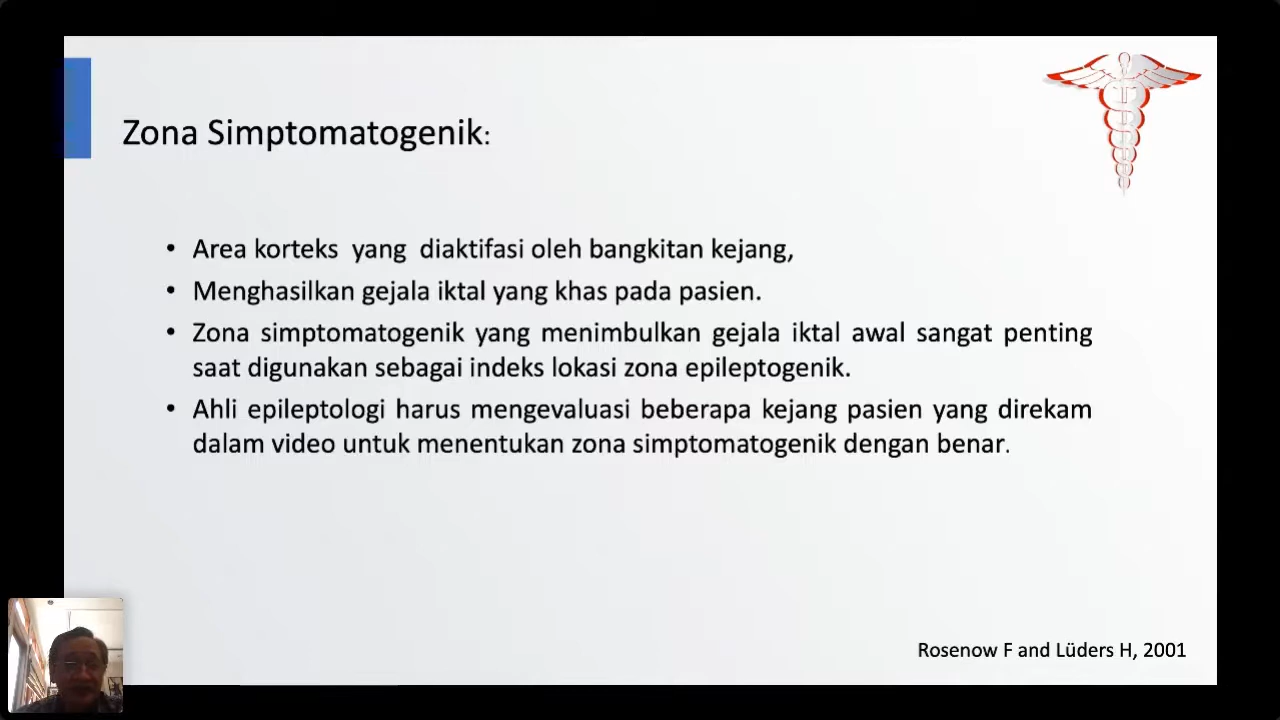 Zona Simptomatogenik:
• Area korteks yang diaktifasi oleh bangkitan kejang,
• Menghasilkan gejala iktal yang khas pada pasien.
• Zona simptomatogenik yang menimbulkan gejala iktal awal sangat penting
saat digunakan sebagai indeks lokasi zona epileptogenik.
• Ahli epileptologi harus mengevaluasi beberapa kejang pasien yang direkam
dalam video untuk menentukan zona simptomatogenik dengan benar.
Rosenow F and Lüders H, 2001